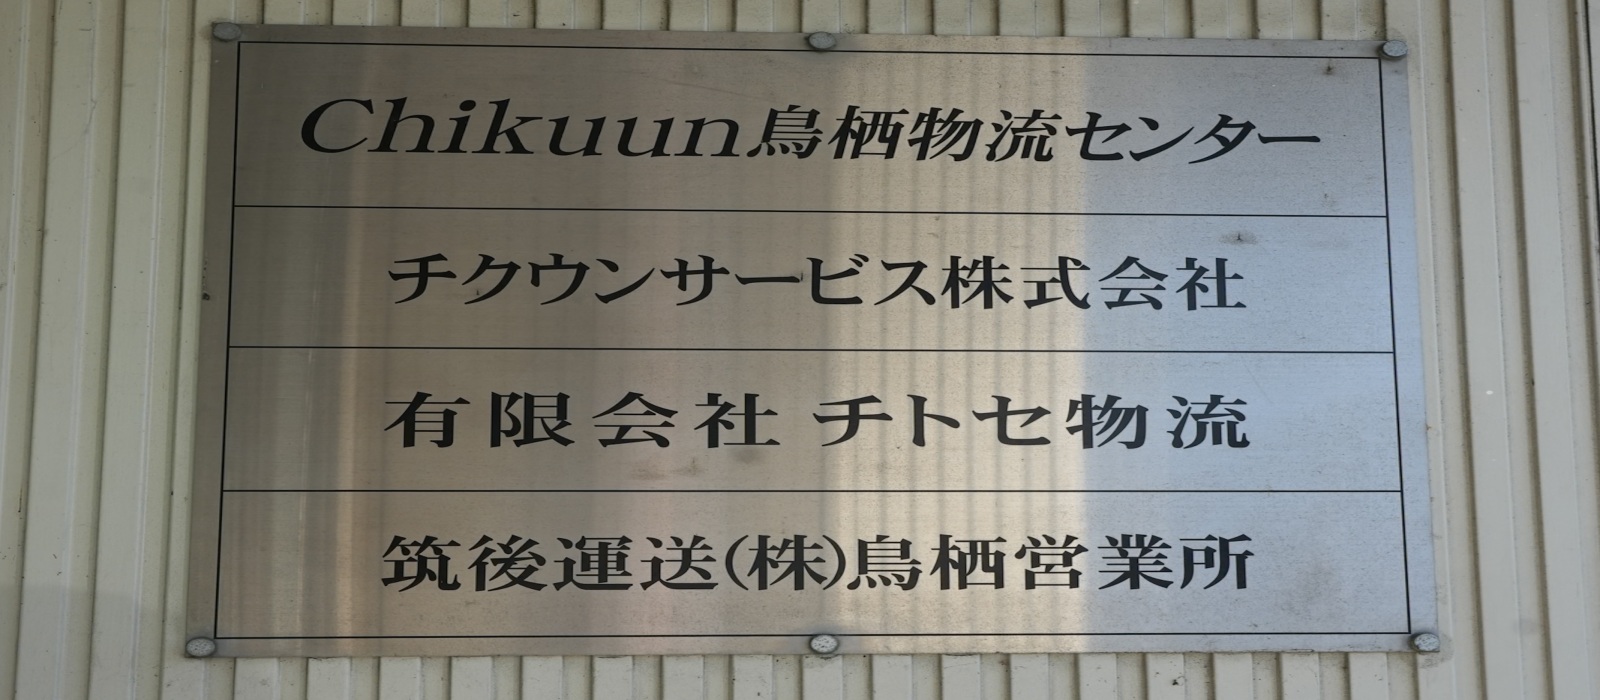 Chikuun鳥栖物流センター
チクウンサービス株式会社
有限会社 チトセ物流
筑後運送(株)鳥栖営業所